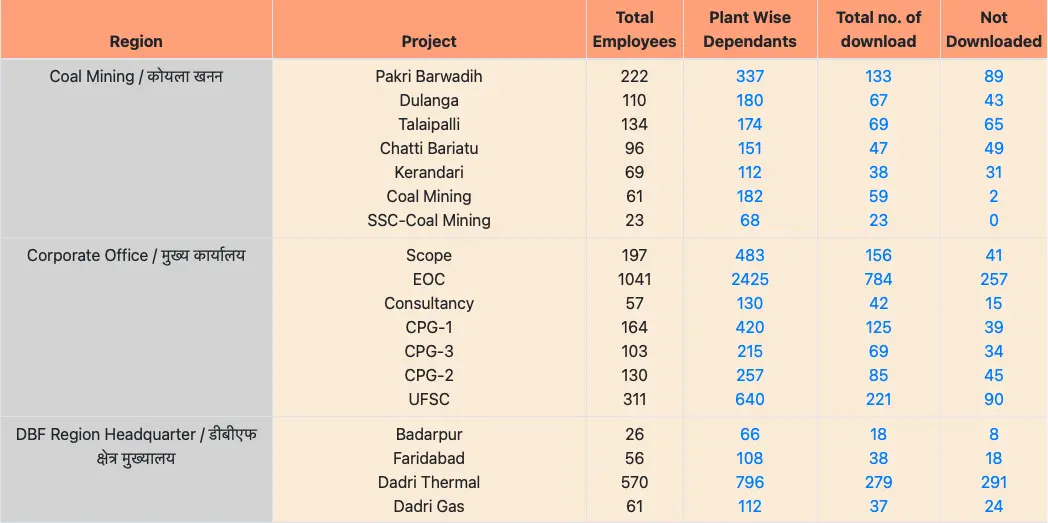 Region Project Total Employees Plant Wise Dependants Total no. of download Not Downloaded
Coal Mining / कोयला खनन Pakri Barwadih 222 337 133 89
Dulanga 110 180 67 43
Talaipalli 134 174 69 65
Chatti Bariatu 96 151 47 49
Kerandari 69 112 38 31
Coal Mining 61 182 59 2
SSC-Coal Mining 23 68 23 0
Corporate Office / मुख्य कार्यालय Scope 197 483 156 41
EOC 1041 2425 784 257
Consultancy 57 130 42 15
CPG-1 164 420 125 39
CPG-3 103 215 69 34
CPG-2 130 257 85 45
UFSC 311 640 221 90
DBF Region Headquarter / डीबीएफ Badarpur 26 66 18 8
क्षेत्र मुख्यालय Faridabad 56 108 38 18
Dadri Thermal 570 796 279 291
Dadri Gas 61 112 37 24